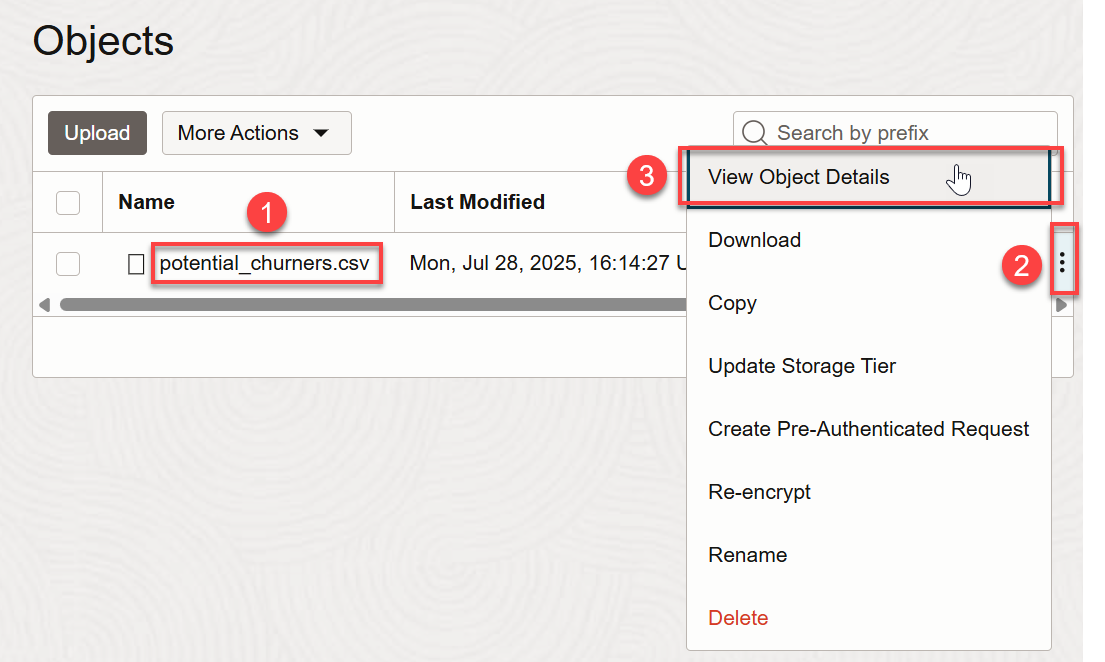 Objects
Upload
More Actions
Search by prefix
Name
Last Modified
1
potential_churners.csv
Mon, Jul 28, 2025, 16:14:27 U
2
3
View Object Details
Download
Copy
Update Storage Tier
Create Pre-Authenticated Request
Re-encrypt
Rename
Delete